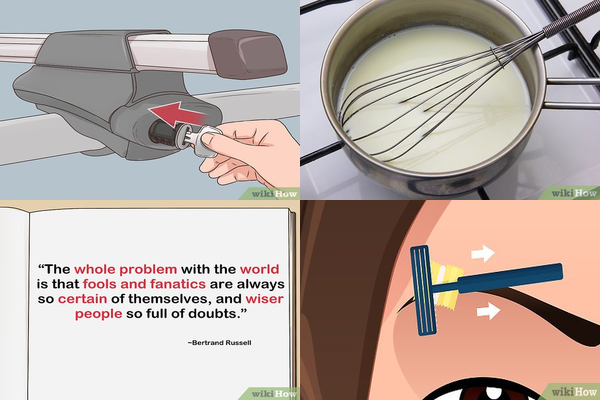 wikiHow
wikiHow
“The whole problem with the world
is that fools and fanatics are always
so certain of themselves, and wiser
people so full of doubts.”
~Bertrand Russell
wikiHow
wikiHow